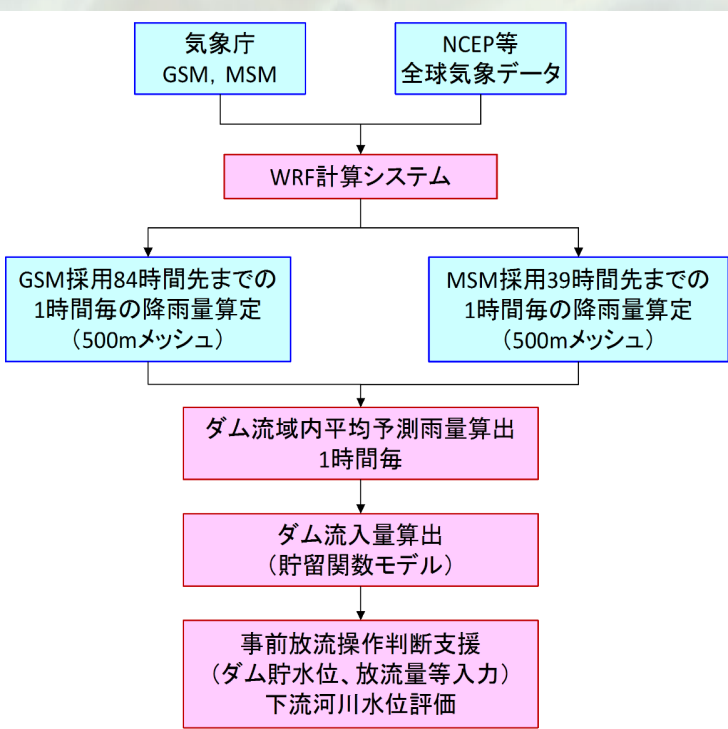 気象庁
GSM, MSM
NCEP等
全球気象データ
WRF計算システム
GSM採用84時間先までの
1時間毎の降雨量算定
（500mメッシュ）
MSM採用39時間先までの
1時間毎の降雨量算定
（500mメッシュ）
ダム流域内平均予測雨量算出
1時間毎
ダム流入量算出
（貯留関数モデル）
事前放流操作判断支援
（ダム貯水位、放流量等入力）
下流河川水位評価